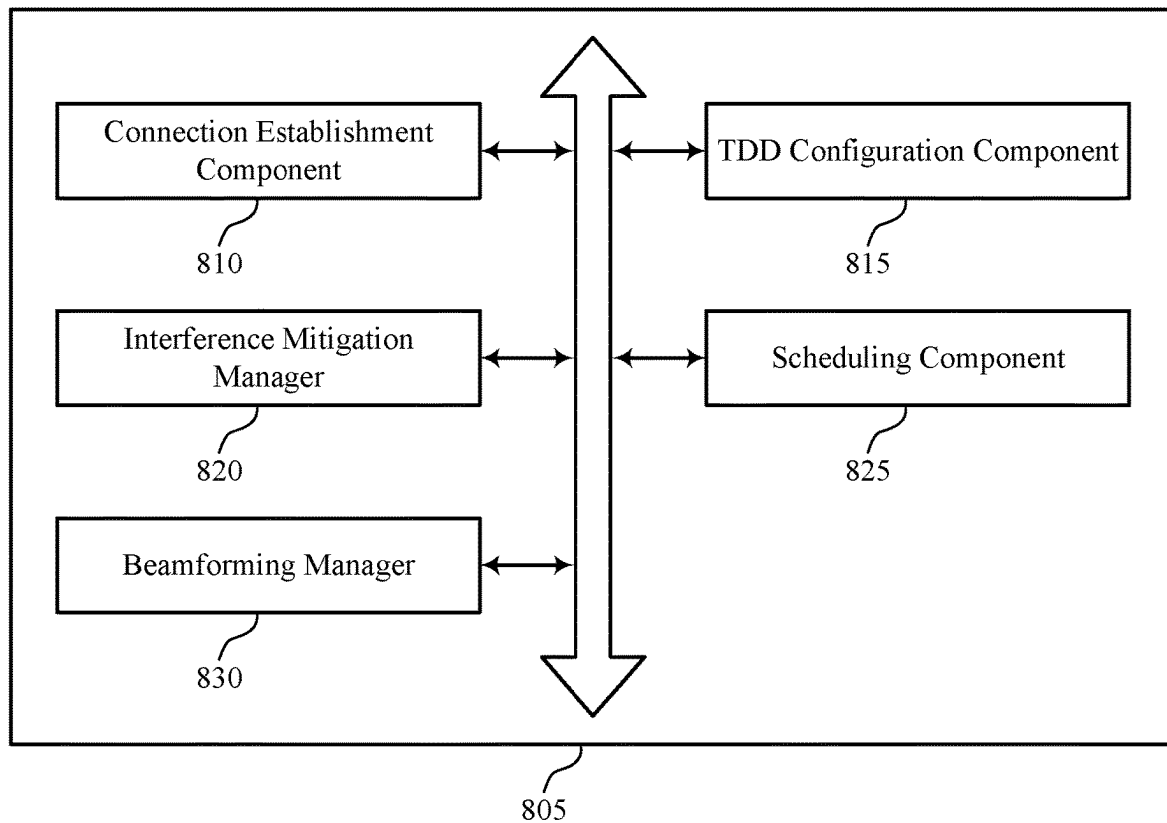 Connection Establishment
Component
810
TDD Configuration Component
815
Interference Mitigation
Manager
820
Scheduling Component
825
Beamforming Manager
830
805